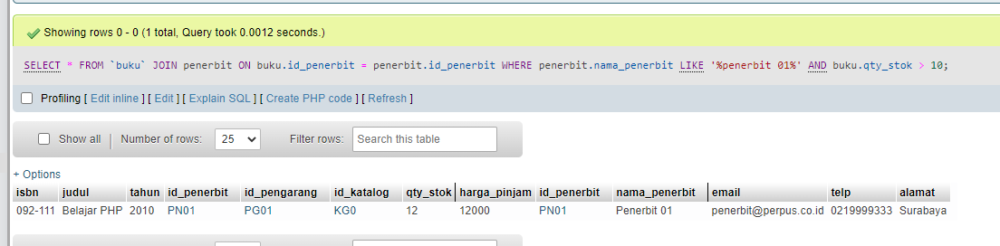 Showing rows 0 - 0 (1 total, Query took 0.0012 seconds.)
SELECT * FROM `buku` JOIN penerbit ON buku.id_penerbit = penerbit.id_penerbit WHERE penerbit.nama_penerbit LIKE '%penerbit 01%' AND buku.qty_stok > 10;
Profiling [ Edit inline ] [ Edit ] [ Explain SQL ] [ Create PHP code ] [ Refresh ]
Show all | Number of rows: 25 Filter rows: Search this table
+ Options
isbn judul tahun id_penerbit id_pengarang id_katalog qty_stok harga_pinjam id_penerbit nama_penerbit email telp alamat
092-111 Belajar PHP 2010 PN01 PG01 KG0 12 12000 PN01 Penerbit 01 penerbit@perpus.co.id 0219999333 Surabaya